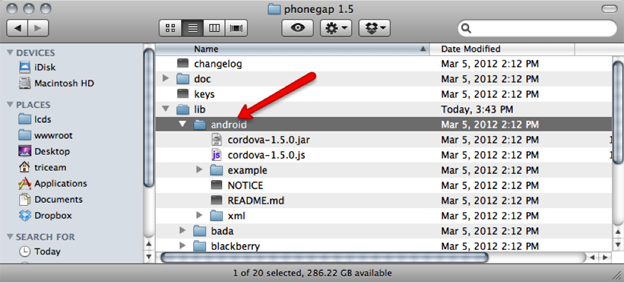 phonegap 1.5
Name Date Modified
DEVICES
iDisk
Macintosh HD
PLACES
lcds
wwwroot
Desktop
triceam
Applications
Documents
Dropbox
SEARCH FOR
Today
changelog Mar 5, 2012 2:12 PM
doc Mar 5, 2012 2:12 PM
keys Mar 5, 2012 2:12 PM
lib Today, 3:43 PM
android Mar 5, 2012 2:12 PM
cordova-1.5.0.jar Mar 5, 2012 2:12 PM 1
cordova-1.5.0.js Mar 5, 2012 2:12 PM 1
example Mar 5, 2012 2:12 PM
NOTICE Mar 5, 2012 2:12 PM
README.md Mar 5, 2012 2:12 PM
xml Mar 5, 2012 2:12 PM
bada Mar 5, 2012 2:12 PM
blackberry Mar 5, 2012 2:12 PM
1 of 20 selected, 286.22 GB available